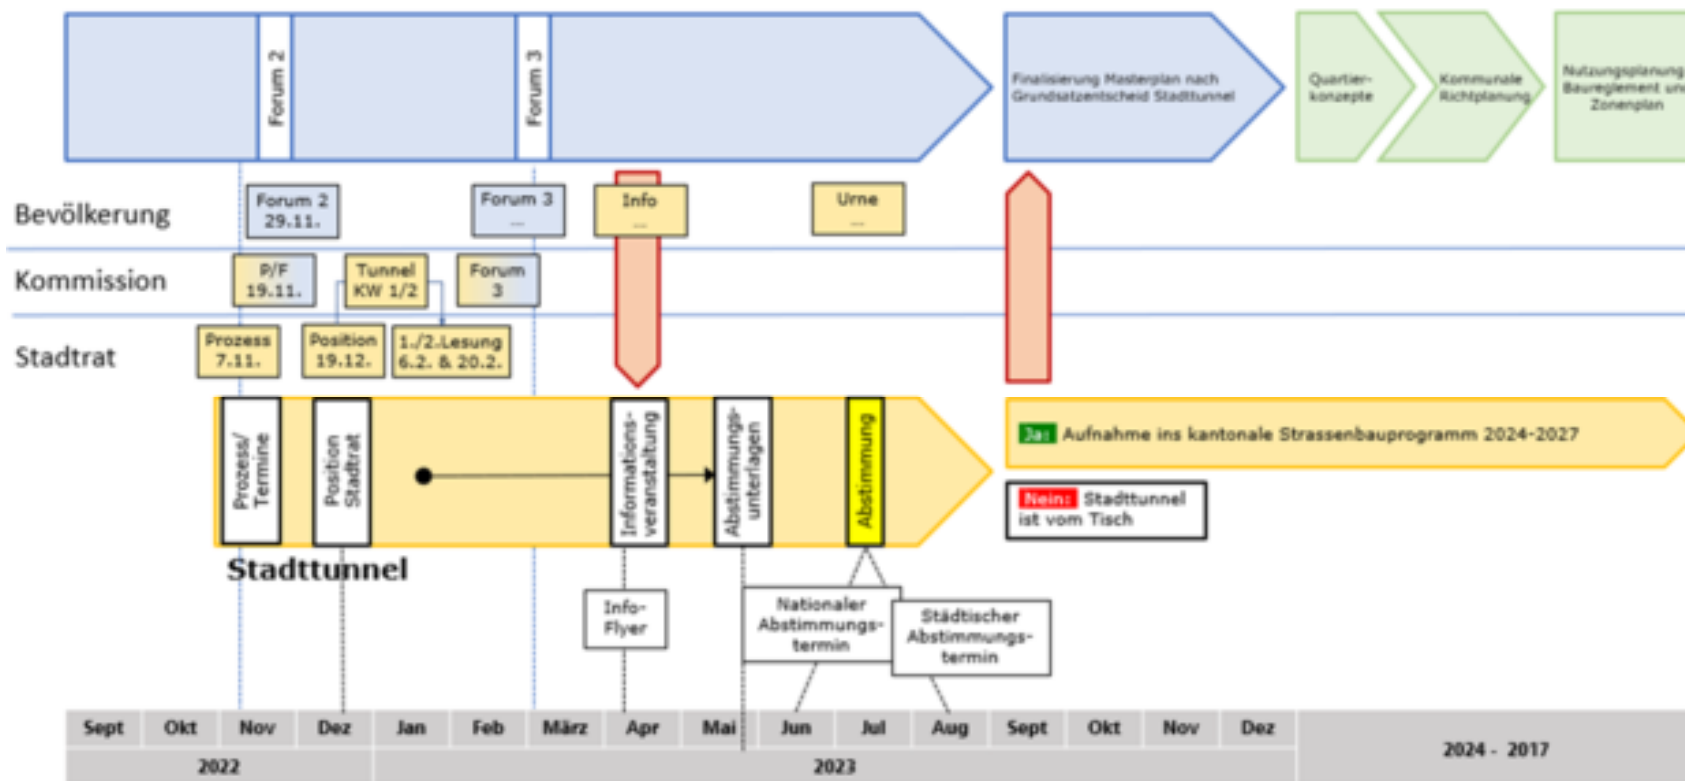 Forum 2
Forum 3
Finalisierung Masterplan nach
Grundsatzentscheid Stadttunnel
Quartier-
konzepte
Kommunale
Richtplanung
Nutzungsplanung
Baureglement un
Zonenplan
Bevölkerung
Forum 2
29.11.
Forum 3
...
Info
...
Urne
...
Kommission
P/F
19.11.
Tunnel
KW 1/2
Forum
3
Stadtrat
Prozess
7.11.
Position
19.12.
1./2.Lesung
6.2. & 20.2.
Prozess/
Termine
Position
Stadtrat
Informations-
veranstaltung
Abstimmungs-
unterlagen
Abstimmung
Ja: Aufnahme ins kantonale Strassenbauprogramm 2024-2027
Nein: Stadttunnel
ist vom Tisch
Stadttunnel
Info-
Flyer
Nationaler
Abstimmungs-
termin
Städtischer
Abstimmungs-
termin
Sept Okt Nov Dez Jan Feb März Apr Mai Jun Jul Aug Sept Okt Nov Dez
2022 2023 2024 - 2017